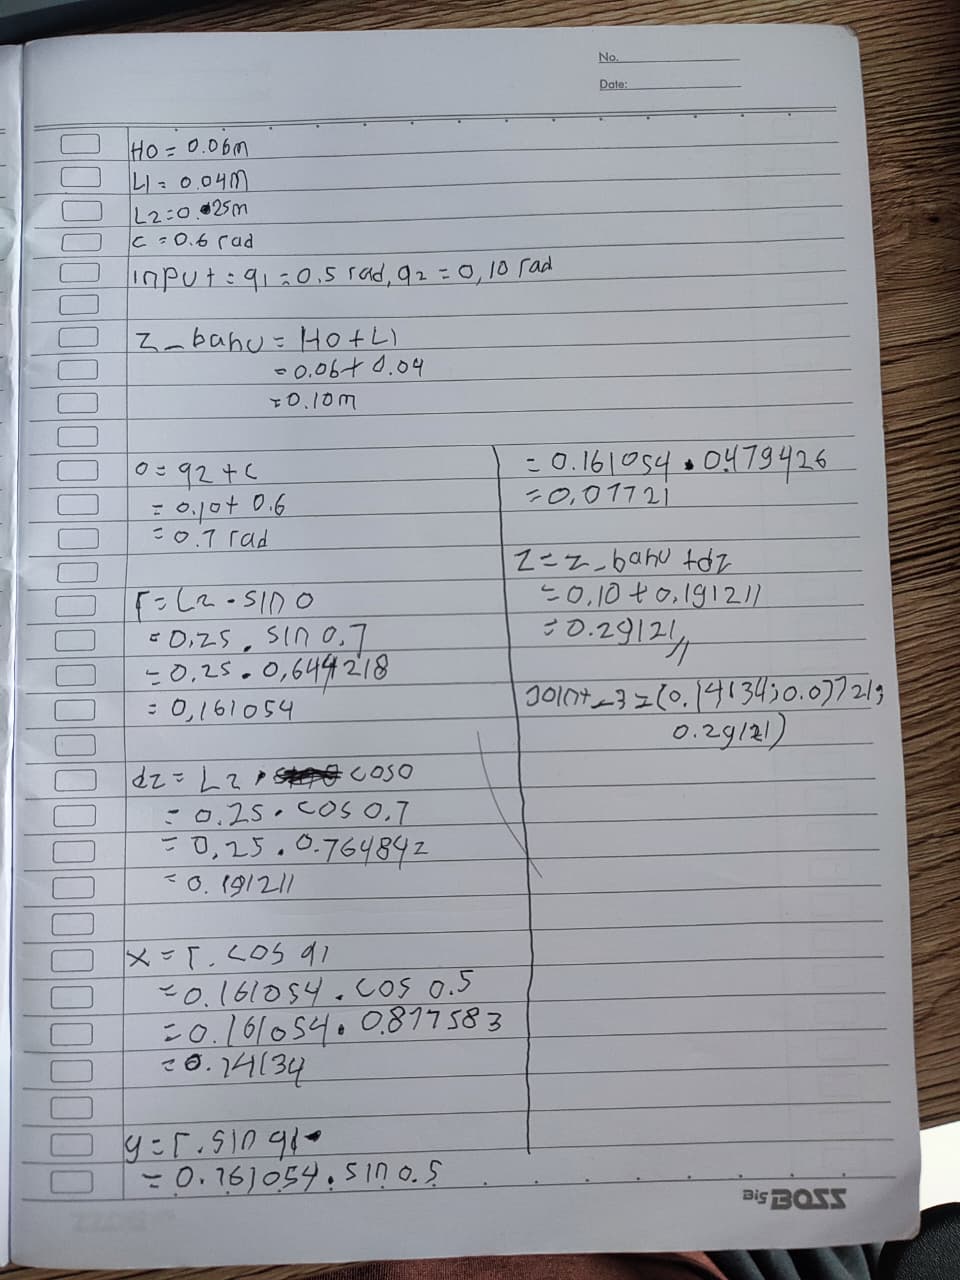 No.
Date:
H0 = 0.06m
L1 = 0.04m
L2 = 0.25m
C = 0.6 rad
input = q1 = 0.5 rad, q2 = 0,10 rad
Z_bahu = H0 + L1
= 0.06 + 0.04
= 0.10m
O = q2 + C
= 0.10 + 0.6
= 0.7 rad
r = L2 . sin O
= 0,25 . sin 0,7
= 0,25 . 0,644218
= 0,161054
dz = L2 . cos O
= 0.25 . cos 0.7
= 0,25 . 0.764842
= 0.191211
x = r . cos q1
= 0.161054 . cos 0.5
= 0.161054 . 0.877583
= 0.14134
y = r . sin q1
= 0.161054 . sin 0.5
= 0.161054 . 0.479426
= 0,07721
Z = Z_bahu + dz
= 0.10 + 0,191211
= 0.29121
Joint_3 = (0.14134; 0.07721;
0.29121)
BIG BOSS